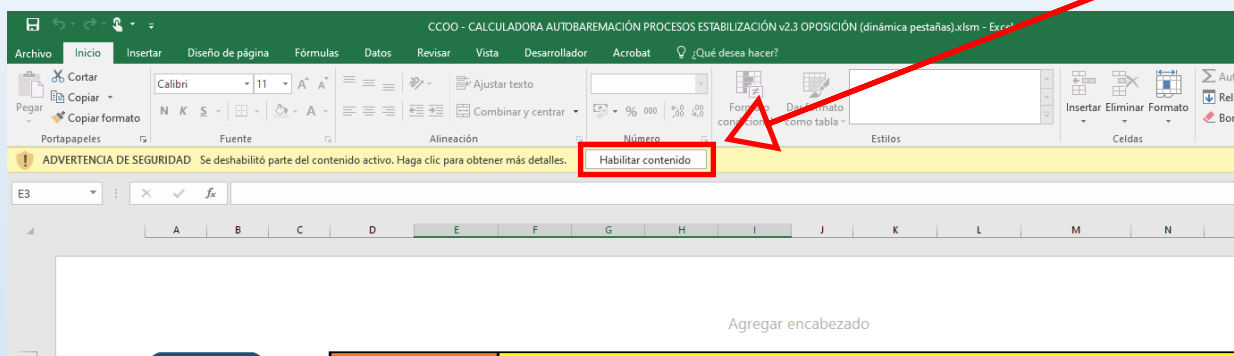 CCOO - CALCULADORA AUTOBAREMACIÓN PROCESOS ESTABILIZACIÓN v2.3 OPOSICIÓN (dinámica pestañas).xlsm - Excel
Archivo Inicio Insertar Diseño de página Fórmulas Datos Revisar Vista Desarrollador Acrobat ¿Qué desea hacer?
Pegar
Cortar
Copiar
Copiar formato
Portapapeles
Calibri 11 A A
N K S A
Fuente
Ajustar texto
Combinar y centrar
Alineación
% 000
Número
Formato condicional
Dar formato como tabla
Estilos
Insertar Eliminar Formato
Celdas
ADVERTENCIA DE SEGURIDAD Se deshabilitó parte del contenido activo. Haga clic para obtener más detalles. Habilitar contenido
E3 fx
A B C D E F G H I J K L M N
Agregar encabezado